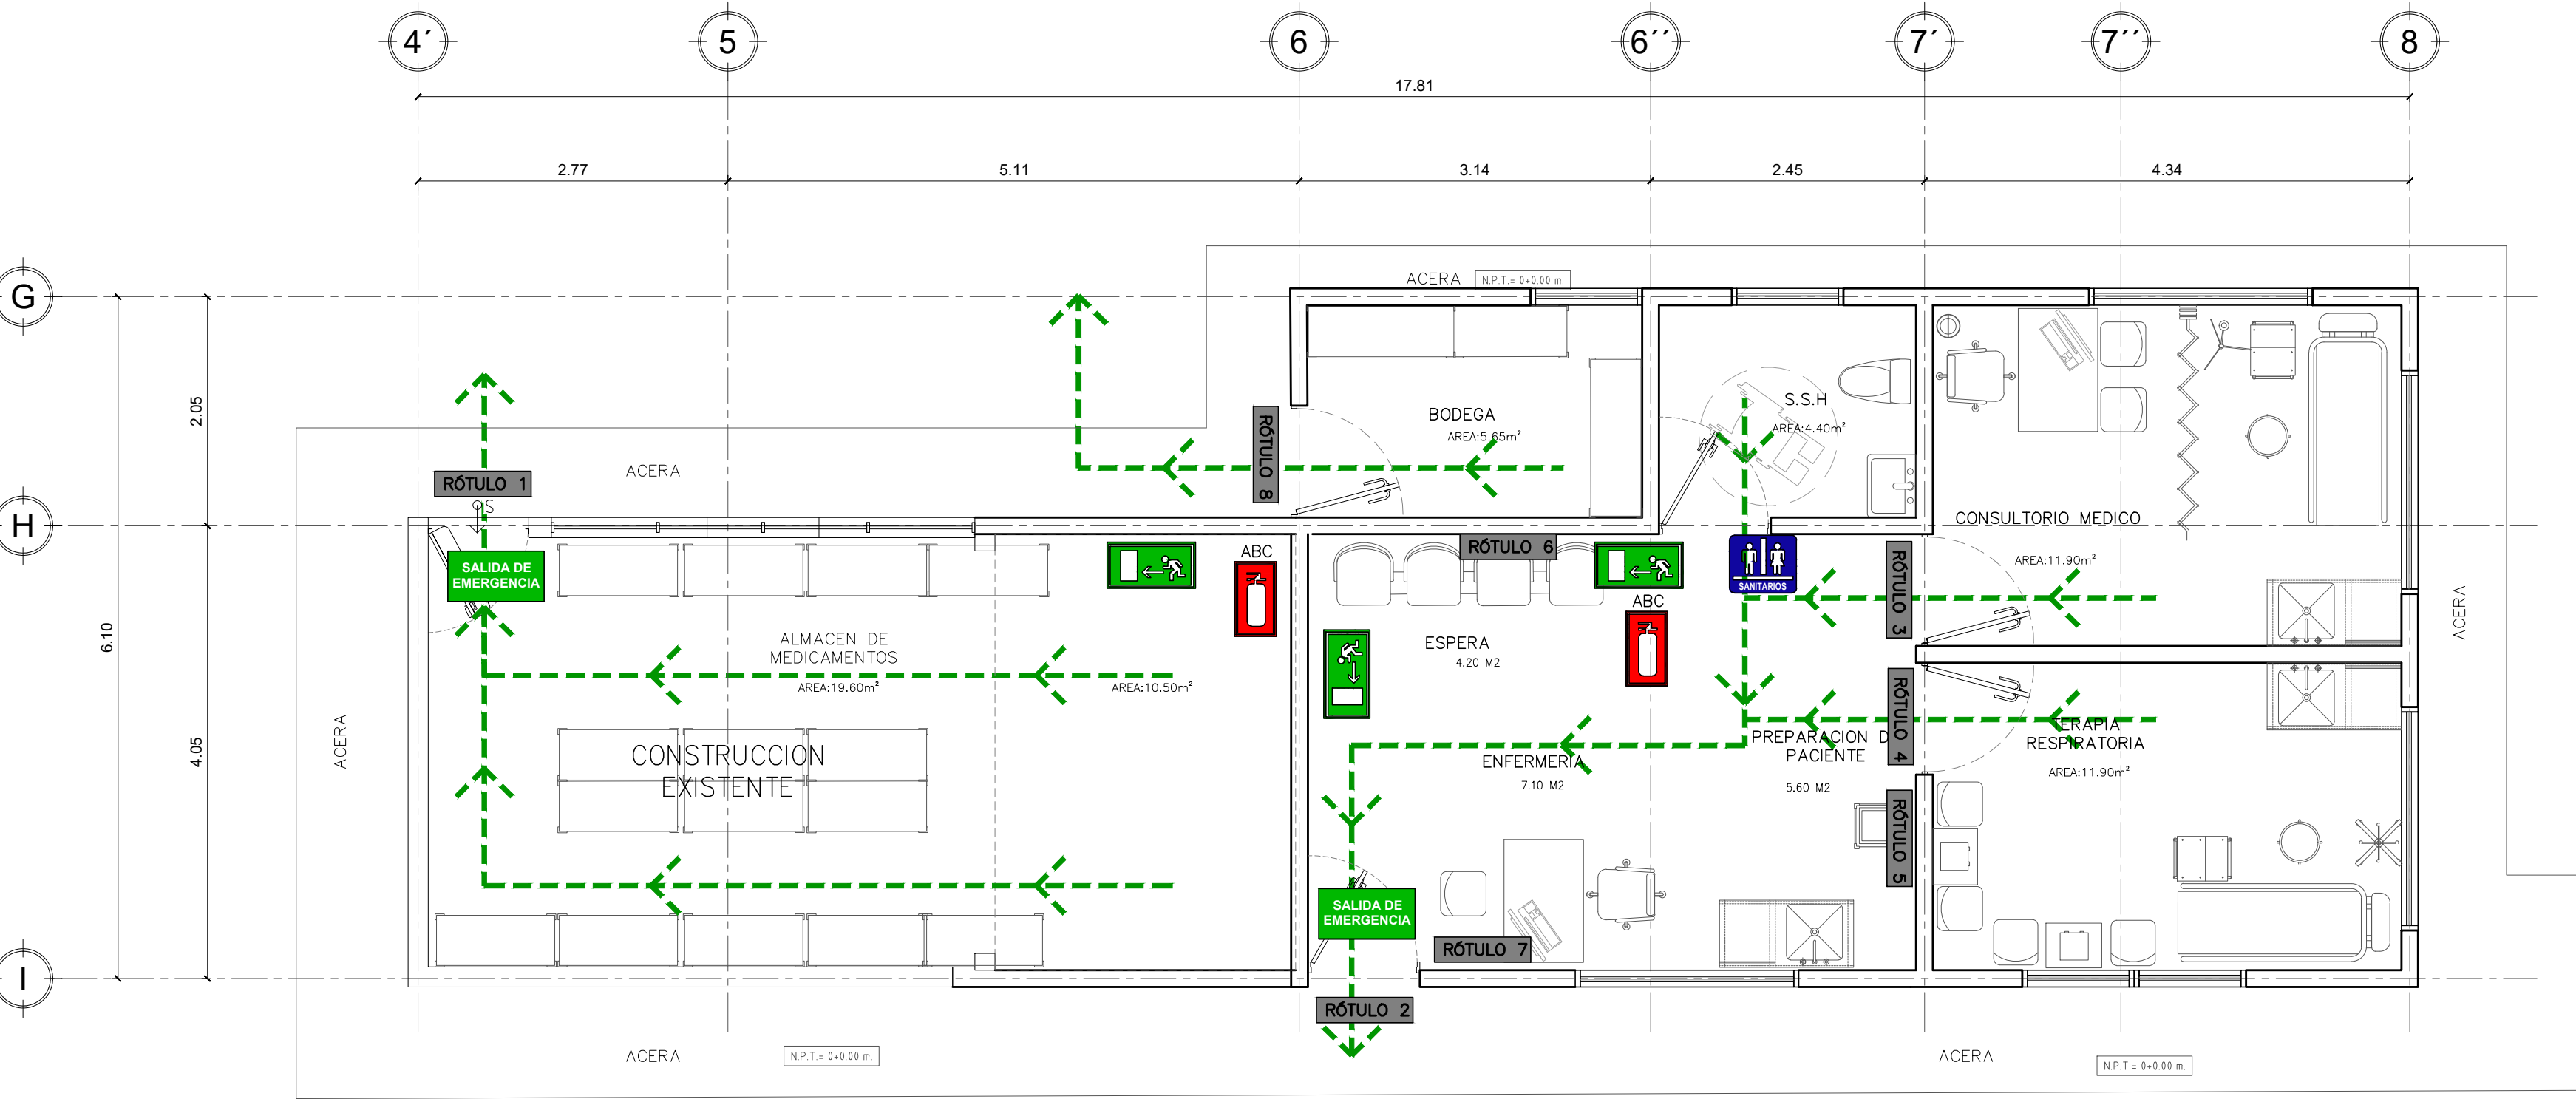 4´ 5 6 6´´ 7´ 7´´ 8
17.81
2.77 5.11 3.14 2.45 4.34
G
H
I
2.05
6.10
4.05
ACERA N.P.T.= 0+0.00 m.
ACERA
RÓTULO 1
S
SALIDA DE
EMERGENCIA
ALMACEN DE
MEDICAMENTOS
AREA:19.60m²
AREA:10.50m²
CONSTRUCCION
EXISTENTE
ABC
ACERA
RÓTULO 8
BODEGA
AREA:5.65m²
S.S.H
AREA:4.40m²
RÓTULO 6
SANITARIOS
ABC
ESPERA
4.20 M2
ENFERMERIA
7.10 M2
PREPARACION D
PACIENTE
5.60 M2
RÓTULO 3
RÓTULO 4
RÓTULO 5
CONSULTORIO MEDICO
AREA:11.90m²
TERAPIA
RESPIRATORIA
AREA:11.90m²
ACERA
SALIDA DE
EMERGENCIA
RÓTULO 7
RÓTULO 2
ACERA
N.P.T.= 0+0.00 m.
ACERA
N.P.T.= 0+0.00 m.